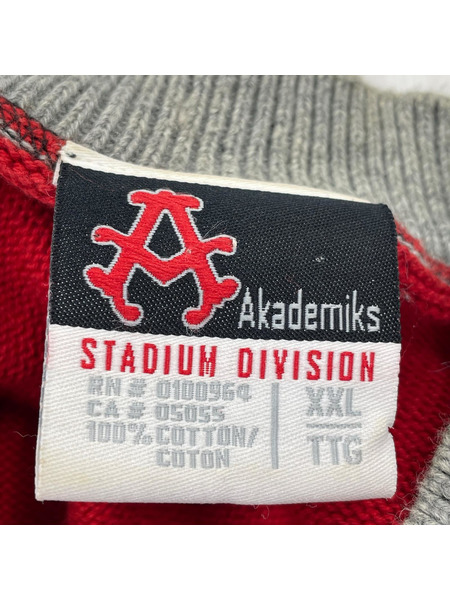 A
Akademiks
STADIUM DIVISION
RN # 0100964
CA # 05055
100% COTTON/
COTON
XXL
TTG